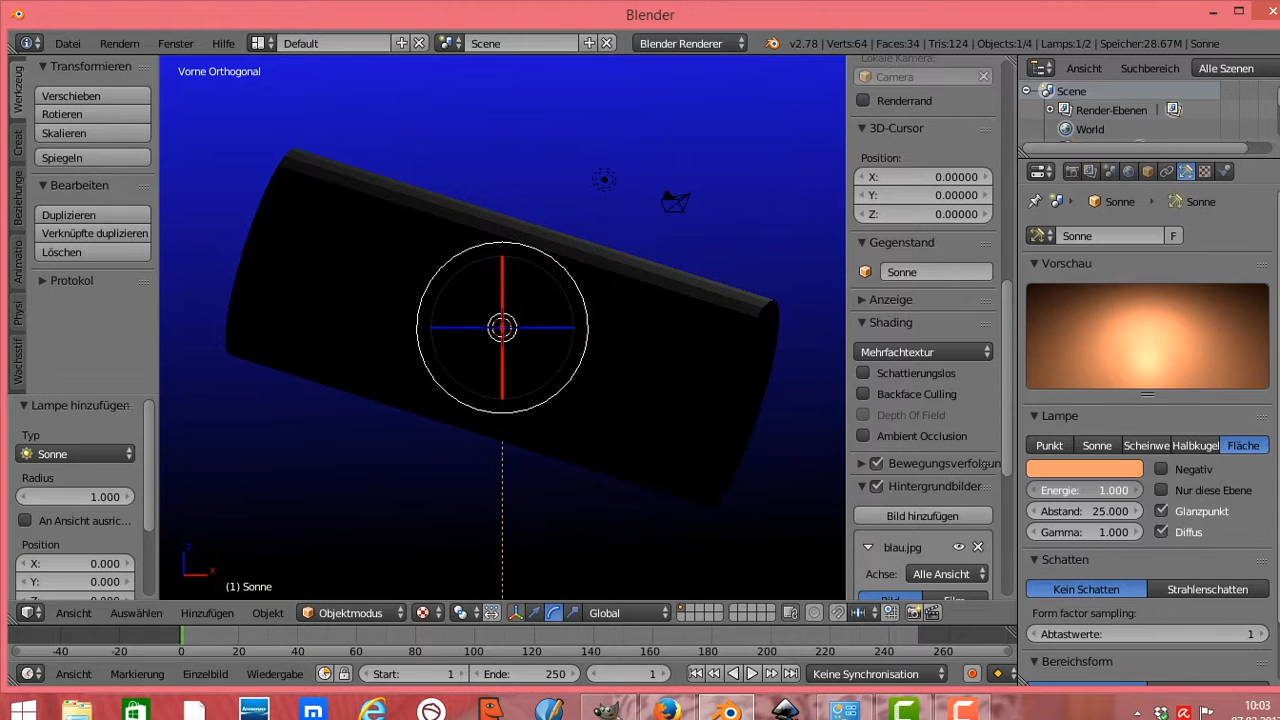 Blender
Datei Rendern Fenster Hilfe Default Scene Blender Renderer v2.78 | Verts:64 | Faces:34 | Tris:124 | Objects:1/4 | Lamps:1/2 | Speicher:28.67M | Sonne
Transformieren
Verschieben
Rotieren
Skalieren
Spiegeln
Bearbeiten
Duplizieren
Verknüpfte duplizieren
Löschen
Protokol
Werkzeug
Creat
Beziehunge
Animatio
Physi
Wachsstif
Lampe hinzufügen
Typ
Sonne
Radius
1.000
An Ansicht ausric...
Position
X: 0.000
Y: 0.000
Vorne Orthogonal
z
x
(1) Sonne
Lokale Kamera:
Camera
Renderrand
3D-Cursor
Position:
X: 0.00000
Y: 0.00000
Z: 0.00000
Gegenstand
Sonne
Anzeige
Shading
Mehrfachtextur
Schattierungslos
Backface Culling
Depth Of Field
Ambient Occlusion
Bewegungsverfolgun
Hintergrundbilder
Bild hinzufügen
blau.jpg
Achse: Alle Ansicht
Bild Film
Ansicht Suchbereich Alle Szenen
Scene
Render-Ebenen
World
Sonne Sonne
Sonne F
Vorschau
Lampe
Punkt Sonne Scheinwe Halbkugel Fläche
Negativ
Energie: 1.000 Nur diese Ebene
Abstand: 25.000 Glanzpunkt
Gamma: 1.000 Diffus
Schatten
Kein Schatten Strahlenschatten
Form factor sampling:
Abtastwerte: 1
Bereichsform
Ansicht Auswählen Hinzufügen Objekt Objektmodus Global
-40 -20 0 20 40 60 80 100 120 140 160 180 200 220 240 260
Ansicht Markierung Einzelbild Wiedergabe Start: 1 Ende: 250 1 Keine Synchronisation
lenovo
10:03